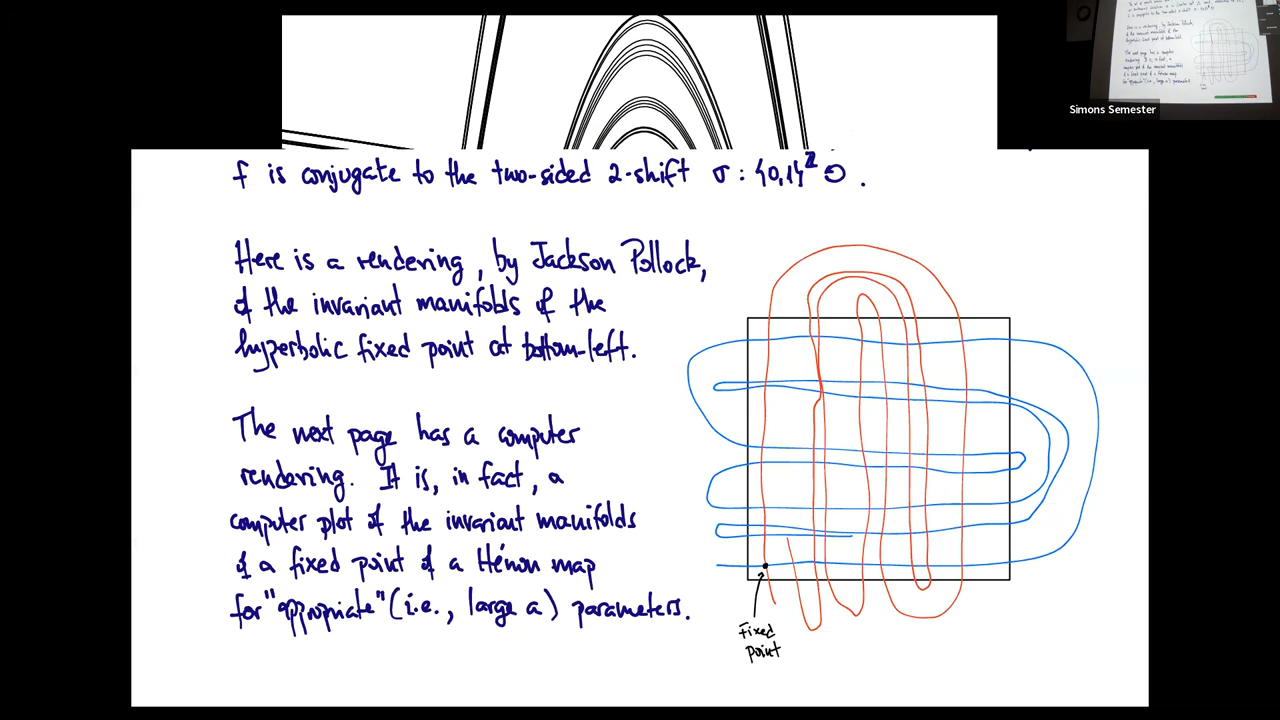 Simons Semester
f is conjugate to the two-sided 2-shift σ : {0,1}^ℤ ↺ .
Here is a rendering, by Jackson Pollock,
of the invariant manifolds of the
hyperbolic fixed point at bottom-left.
The next page has a computer
rendering. It is, in fact, a
computer plot of the invariant manifolds
of a fixed point of a Hénon map
for "appropriate" (i.e., large a) parameters.
Fixed
point